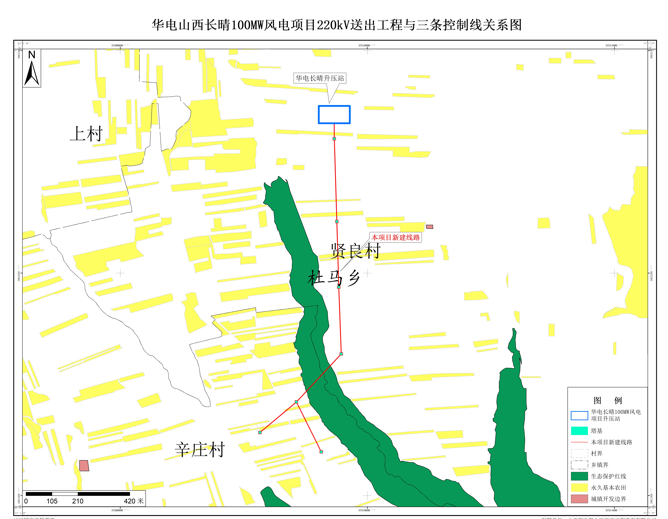 华电山西长晴100MW风电项目220kV送出工程与三条控制线关系图
N
华电长晴升压站
上村
本项目新建线路
贤良村
杜马乡
辛庄村
图 例
华电长晴100MW风电
项目升压站
塔基
本项目新建线路
村界
乡镇界
生态保护红线
永久基本农田
城镇开发边界
0 105 210 420 米